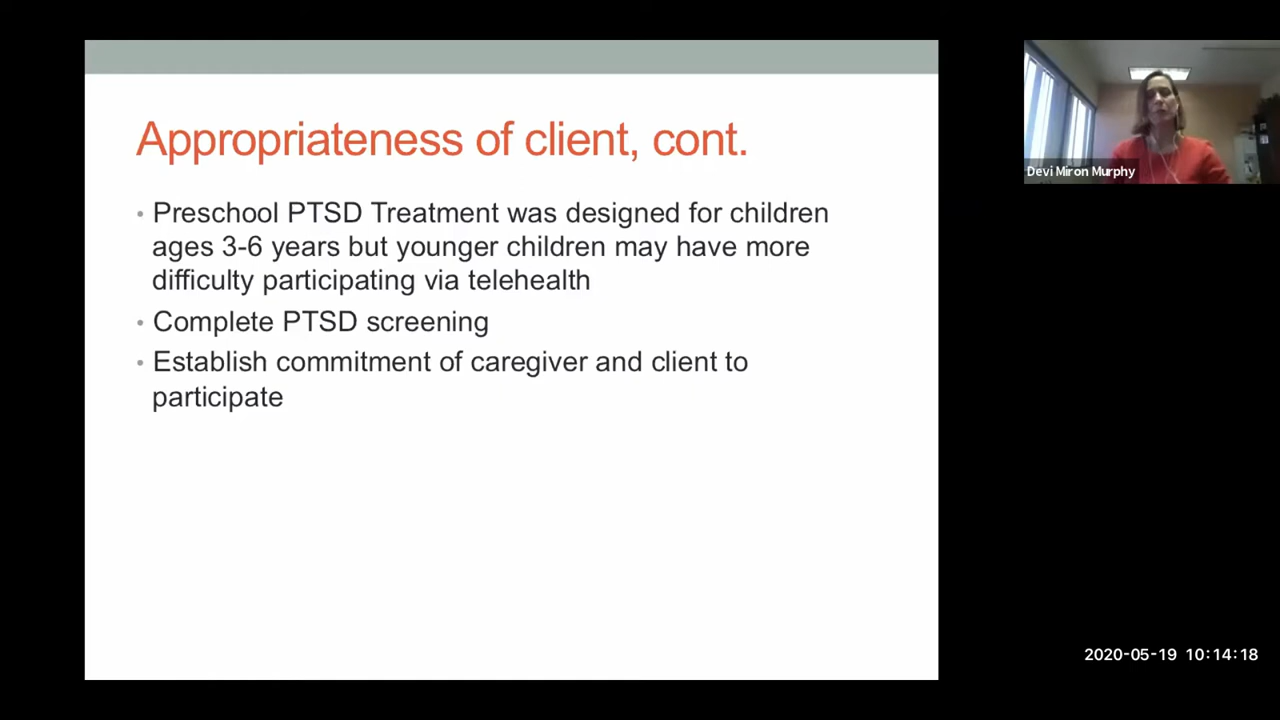 Appropriateness of client, cont.
• Preschool PTSD Treatment was designed for children
ages 3-6 years but younger children may have more
difficulty participating via telehealth
• Complete PTSD screening
• Establish commitment of caregiver and client to
participate
Devi Miron Murphy
2020-05-19 10:14:18